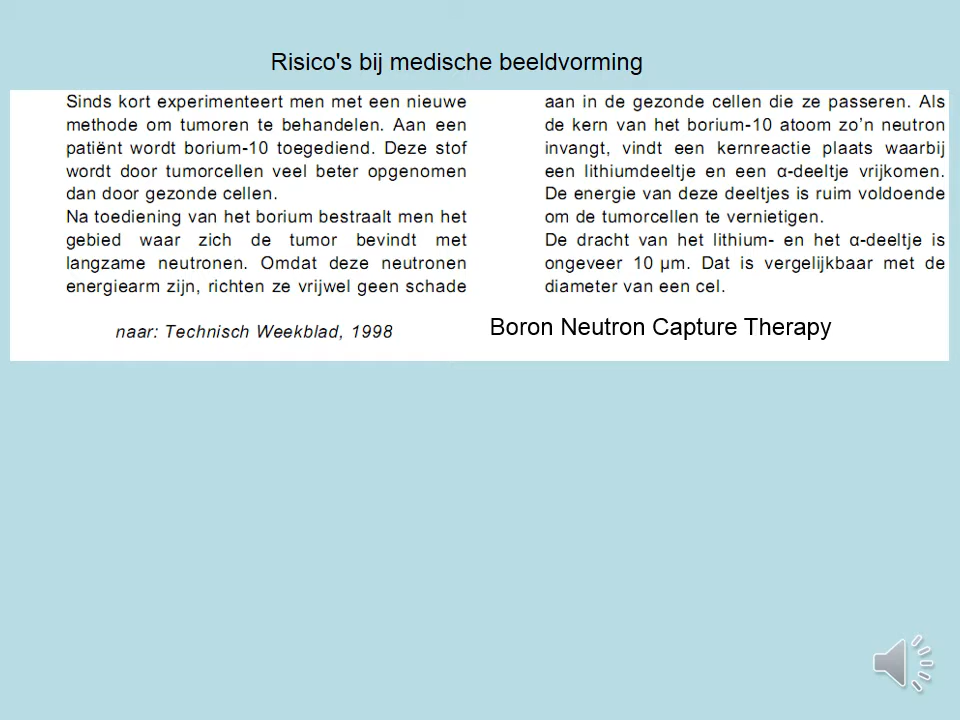 Risico's bij medische beeldvorming
Sinds kort experimenteert men met een nieuwe
methode om tumoren te behandelen. Aan een
patiënt wordt borium-10 toegediend. Deze stof
wordt door tumorcellen veel beter opgenomen
dan door gezonde cellen.
Na toediening van het borium bestraalt men het
gebied waar zich de tumor bevindt met
langzame neutronen. Omdat deze neutronen
energiearm zijn, richten ze vrijwel geen schade
aan in de gezonde cellen die ze passeren. Als
de kern van het borium-10 atoom zo’n neutron
invangt, vindt een kernreactie plaats waarbij
een lithiumdeeltje en een α-deeltje vrijkomen.
De energie van deze deeltjes is ruim voldoende
om de tumorcellen te vernietigen.
De dracht van het lithium- en het α-deeltje is
ongeveer 10 μm. Dat is vergelijkbaar met de
diameter van een cel.
naar: Technisch Weekblad, 1998
Boron Neutron Capture Therapy